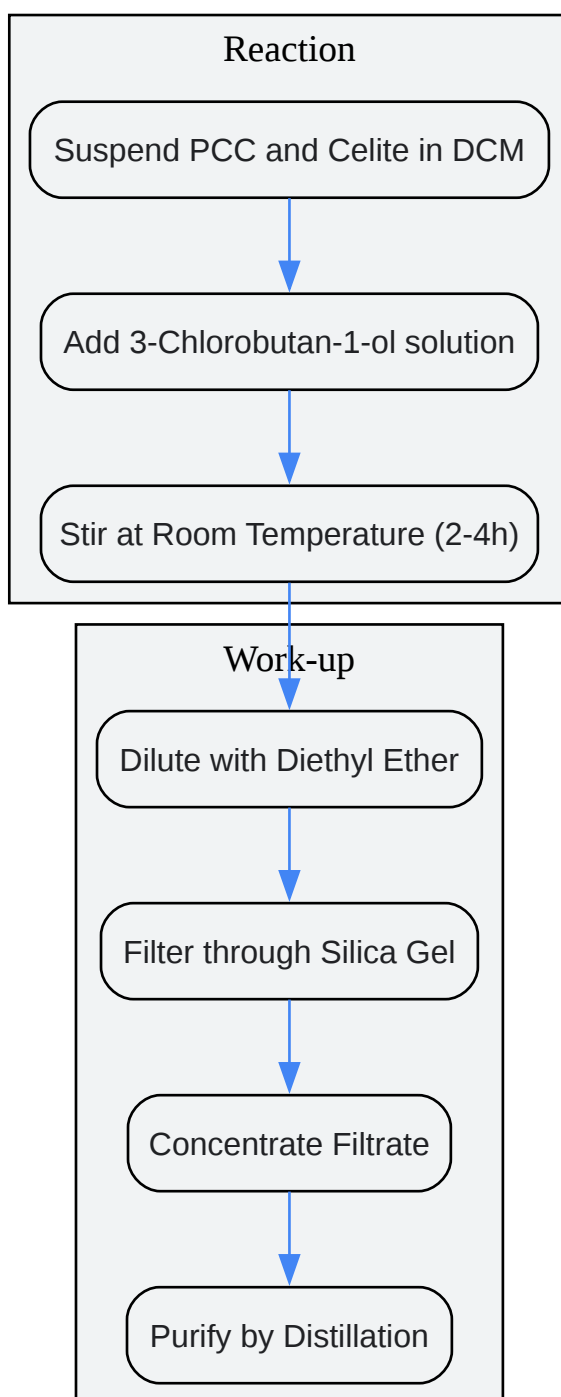 Reaction
Suspend PCC and Celite in DCM
Add 3-Chlorobutan-1-ol solution
Stir at Room Temperature (2-4h)
Work-up
Dilute with Diethyl Ether
Filter through Silica Gel
Concentrate Filtrate
Purify by Distillation